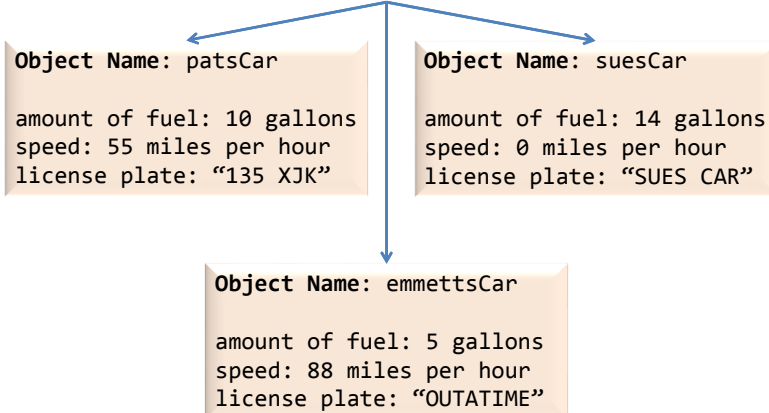 Object Name: patsCar
amount of fuel: 10 gallons
speed: 55 miles per hour
license plate: “135 XJK”
Object Name: suesCar
amount of fuel: 14 gallons
speed: 0 miles per hour
license plate: “SUES CAR”
Object Name: emmettsCar
amount of fuel: 5 gallons
speed: 88 miles per hour
license plate: “OUTATIME”